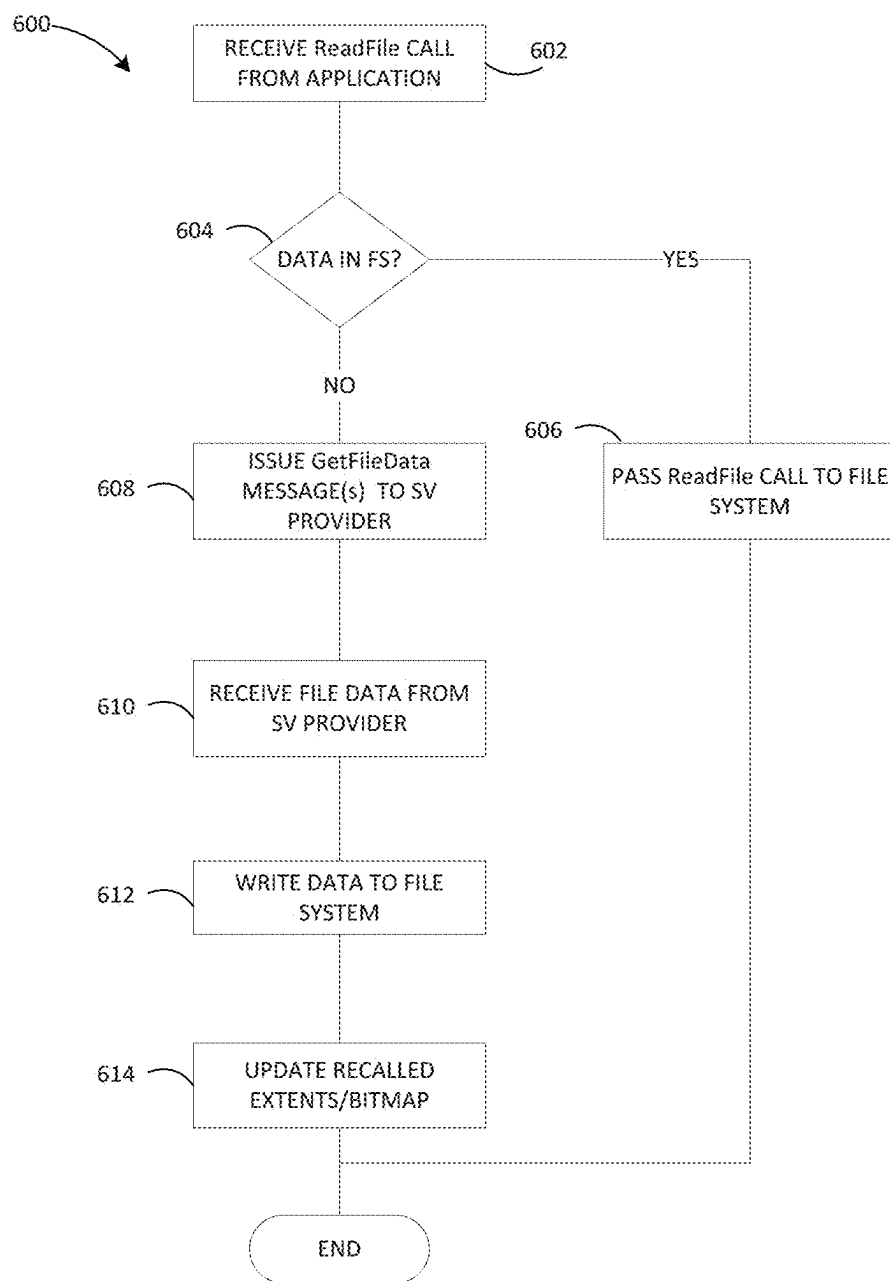 600
RECEIVE ReadFile CALL
FROM APPLICATION
602
604
DATA IN FS?
YES
NO
606
608
ISSUE GetFileData
MESSAGE(s) TO SV
PROVIDER
PASS ReadFile CALL TO FILE
SYSTEM
610
RECEIVE FILE DATA FROM
SV PROVIDER
612
WRITE DATA TO FILE
SYSTEM
614
UPDATE RECALLED
EXTENTS/BITMAP
END